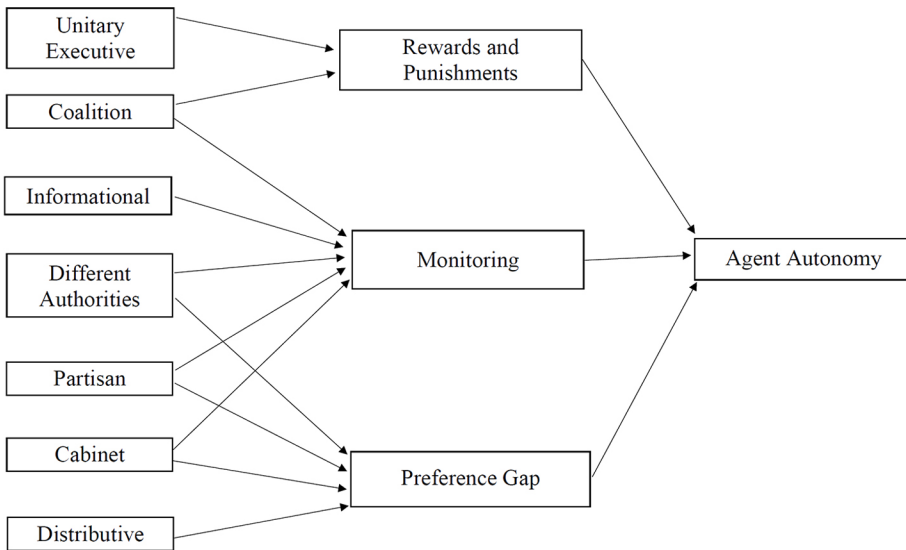 Unitary
Executive
Coalition
Informational
Different
Authorities
Partisan
Cabinet
Distributive
Rewards and
Punishments
Monitoring
Preference Gap
Agent Autonomy